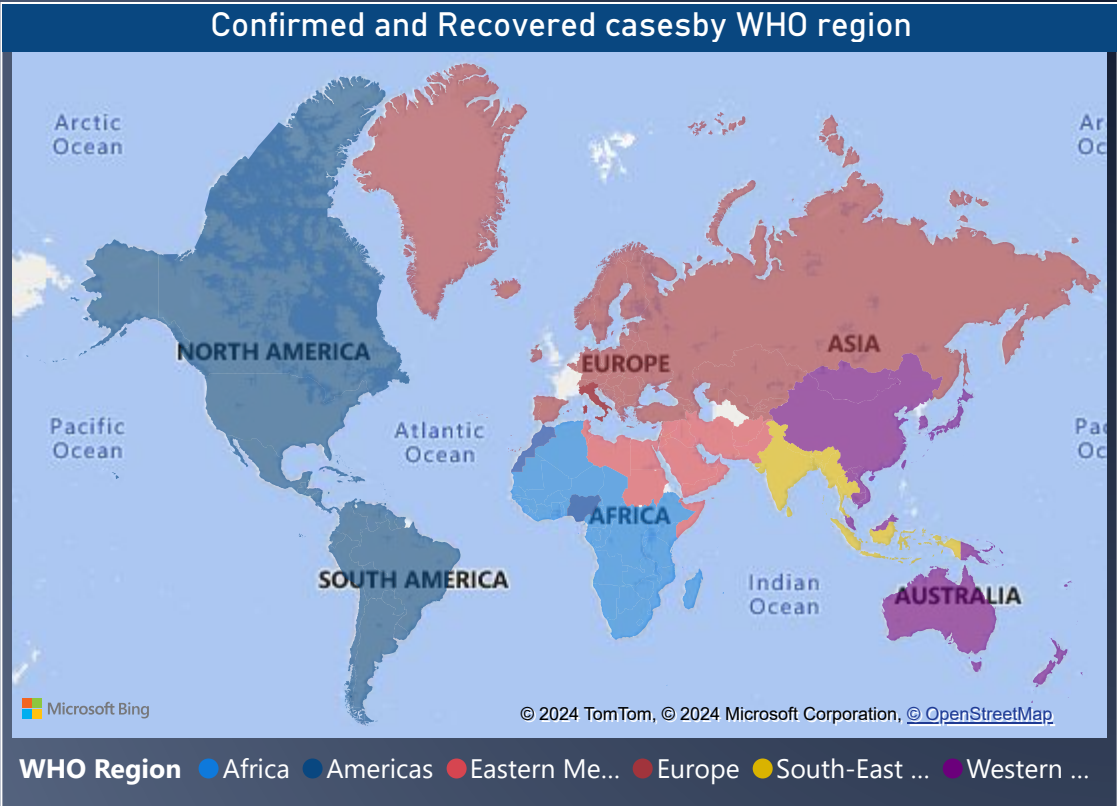 Confirmed and Recovered casesby WHO region
Arctic
Ocean
Ar
Oc
NORTH AMERICA
EUROPE
ASIA
Pacific
Ocean
Atlantic
Ocean
Pac
Oc
AFRICA
SOUTH AMERICA
Indian
Ocean
AUSTRALIA
Microsoft Bing
© 2024 TomTom, © 2024 Microsoft Corporation, © OpenStreetMap
WHO Region Africa Americas Eastern Me... Europe South-East ... Western ...